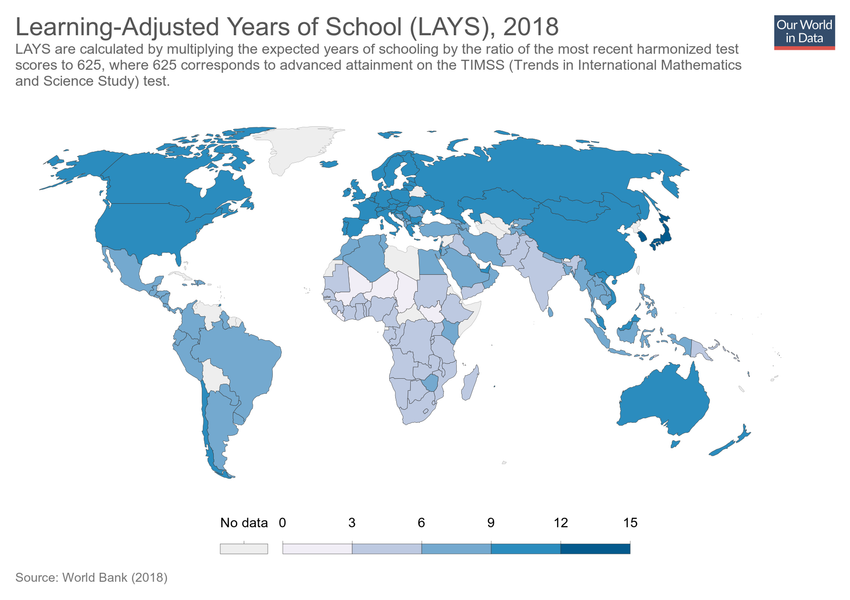 Learning-Adjusted Years of School (LAYS), 2018
Our World
in Data
LAYS are calculated by multiplying the expected years of schooling by the ratio of the most recent harmonized test
scores to 625, where 625 corresponds to advanced attainment on the TIMSS (Trends in International Mathematics
and Science Study) test.
No data 0 3 6 9 12 15
Source: World Bank (2018)